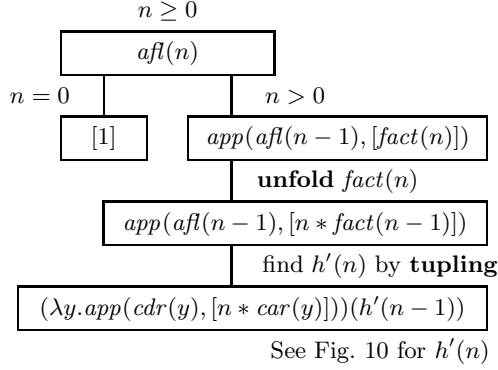 n ≥ 0
afl(n)
n = 0
n > 0
[1]
app(afl(n − 1), [fact(n)])
unfold fact(n)
app(afl(n − 1), [n ∗ fact(n − 1)])
find h′(n) by tupling
(λy.app(cdr(y), [n ∗ car(y)]))(h′(n − 1))
See Fig. 10 for h′(n)